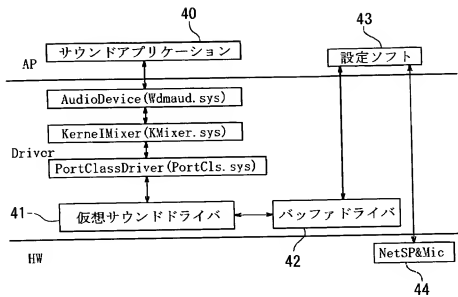 40
43
サウンドアプリケーション
設定ソフト
AP
AudioDevice(Wdmaud.sys)
KernelMixer(KMixer.sys)
Driver
PortClassDriver(PortCls.sys)
41
仮想サウンドドライバ
バッファドライバ
42
HW
NetSP&Mic
44